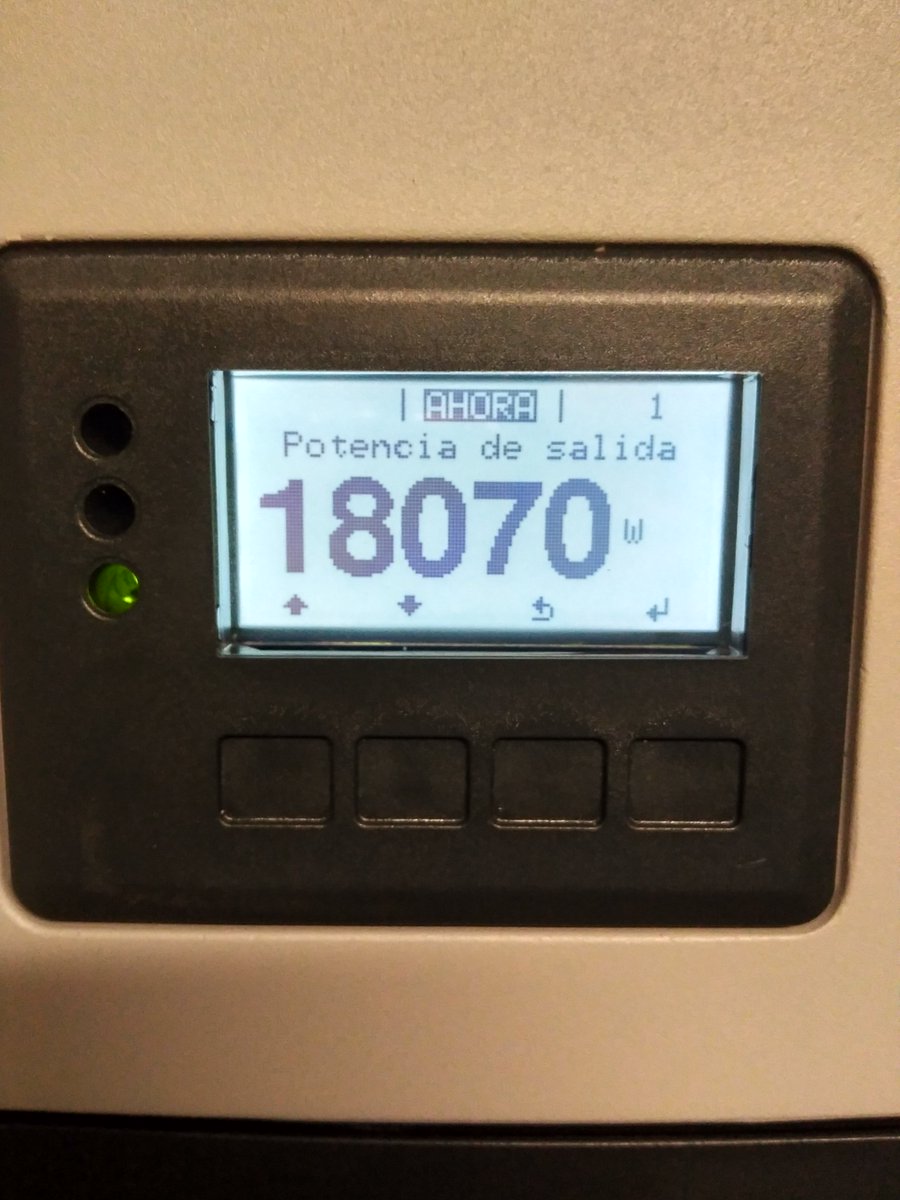 | AHORA | 1
Potencia de salida
18070 W